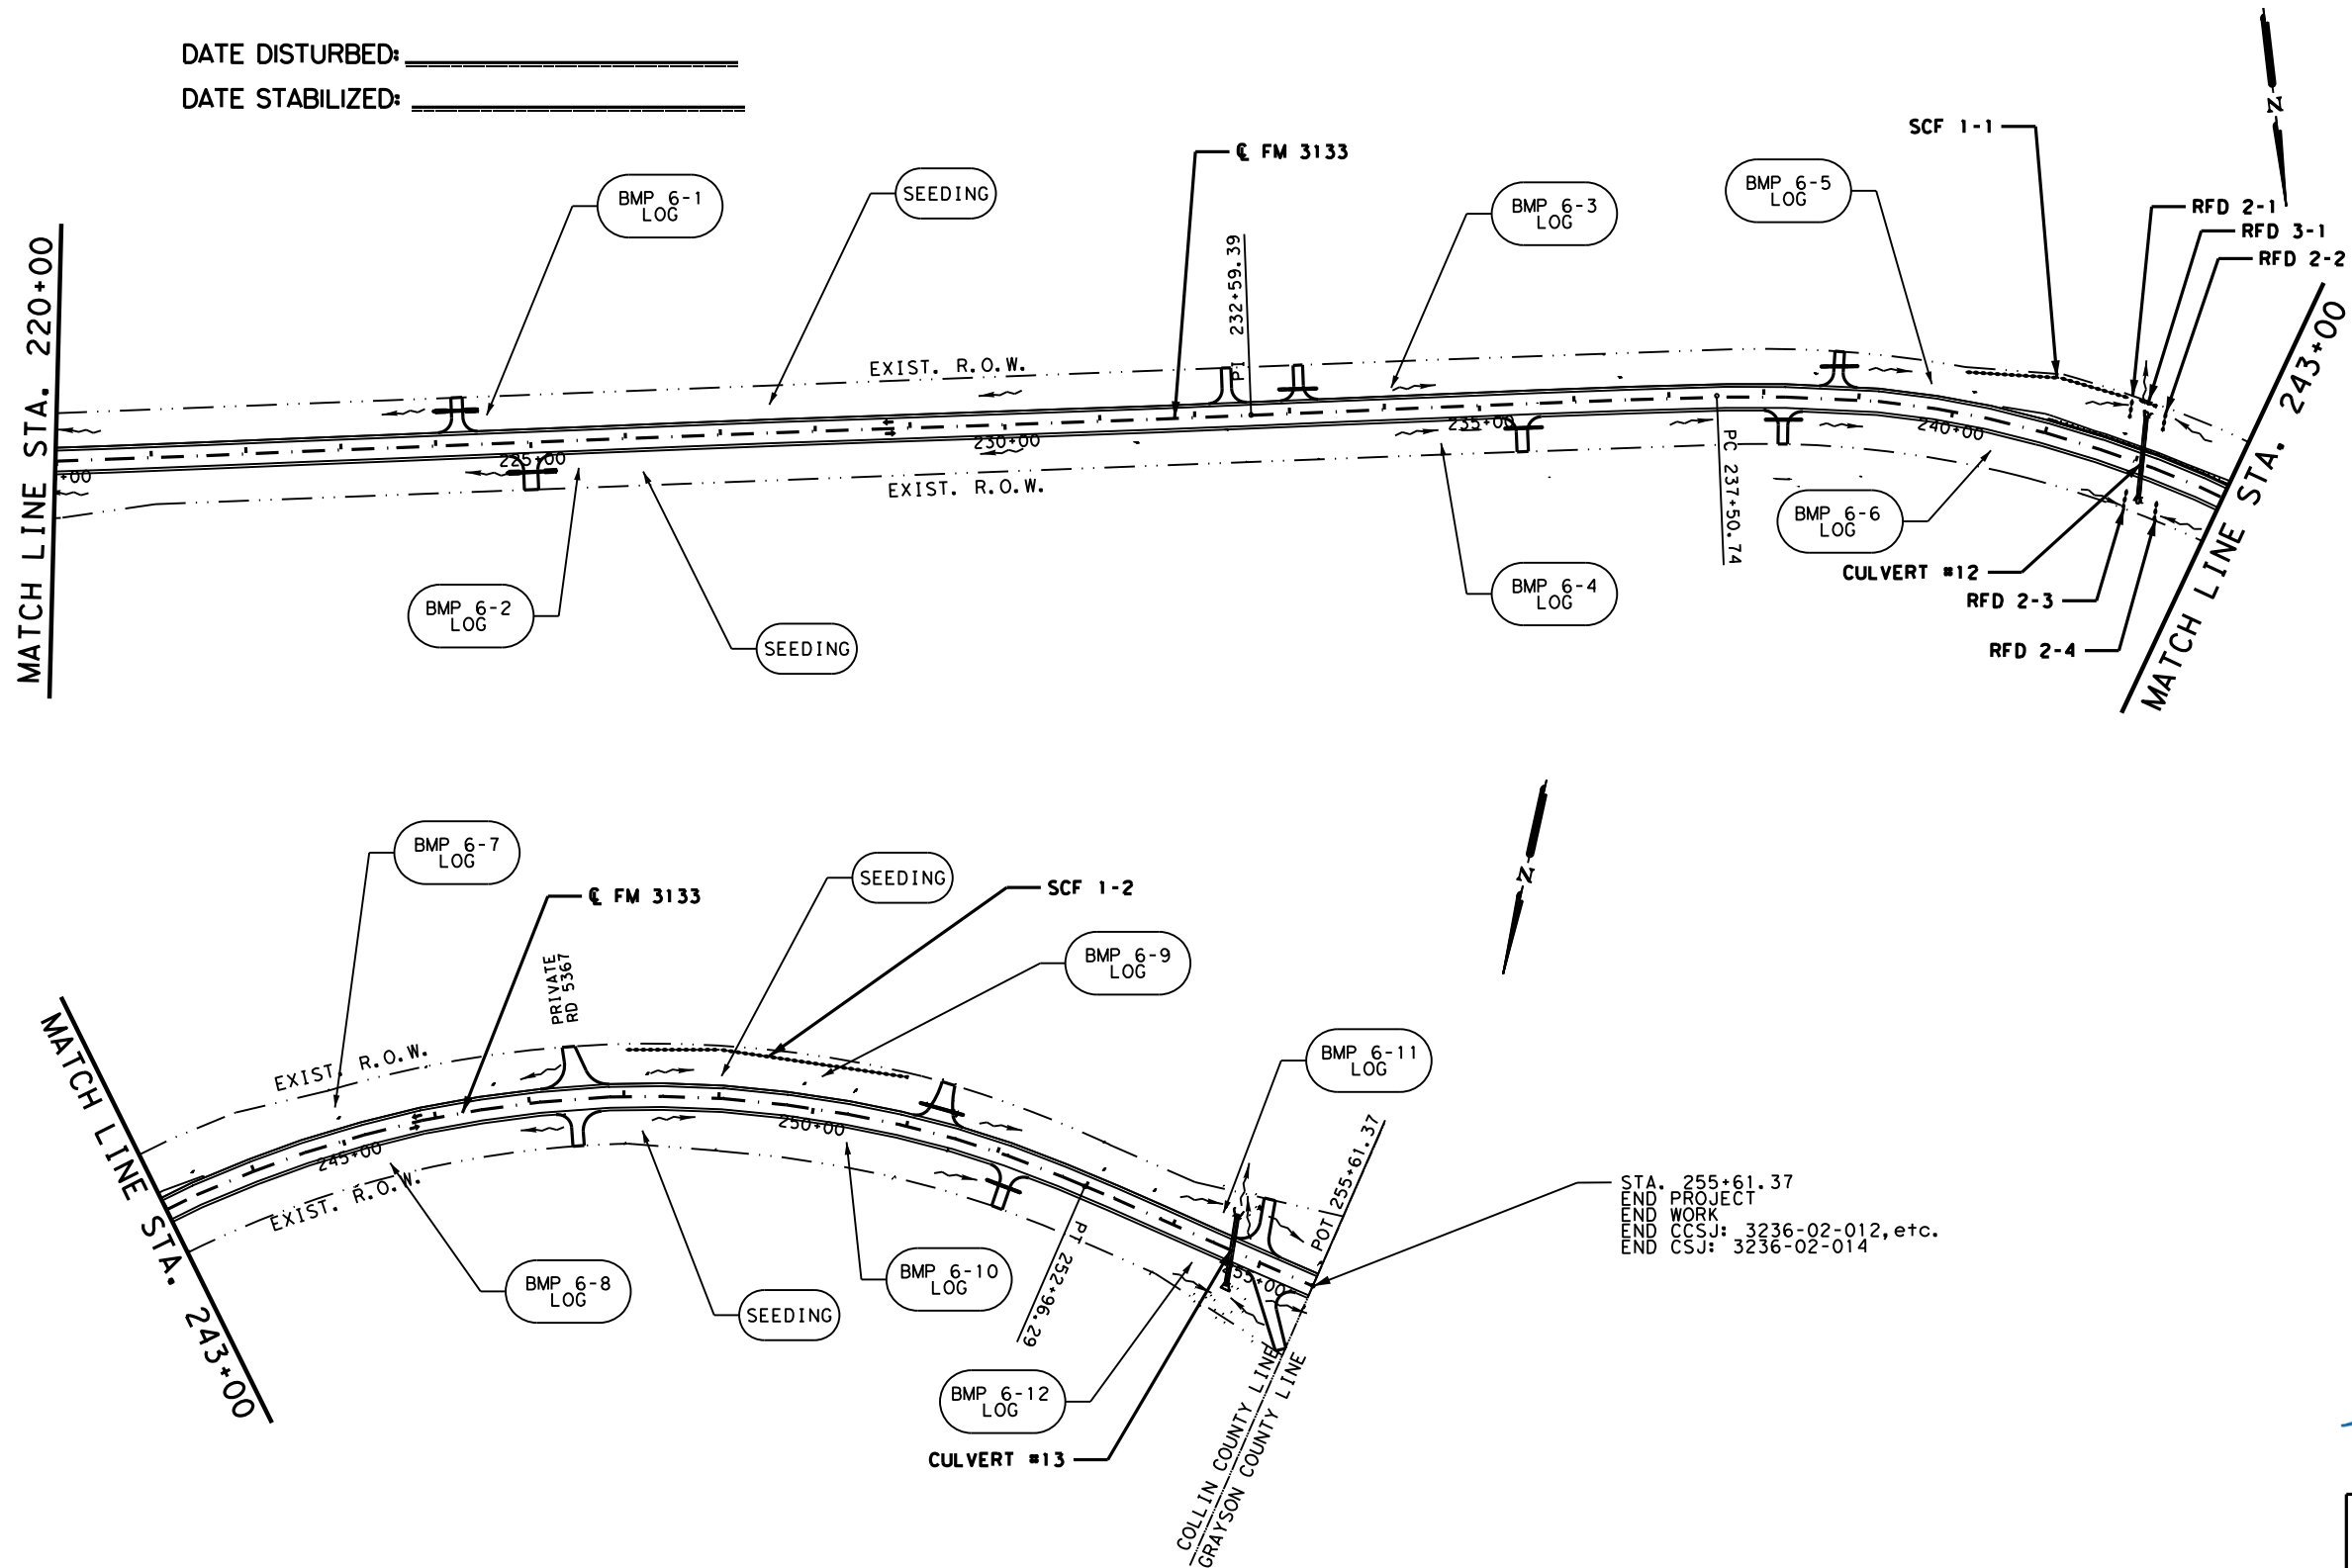 DATE DISTURBED:
DATE STABILIZED:
SCF 1-1
℄ FM 3133
BMP 6-1
LOG
SEEDING
BMP 6-3
LOG
BMP 6-5
LOG
RFD 2-1
RFD 3-1
RFD 2-2
N
MATCH LINE STA. 220+00
PI 232+59.39
EXIST. R.O.W.
+00
225+00
230+00
235+00
240+00
EXIST. R.O.W.
PC 237+50.74
BMP 6-2
LOG
SEEDING
BMP 6-4
LOG
BMP 6-6
LOG
CULVERT #12
RFD 2-3
RFD 2-4
MATCH LINE STA. 243+00
BMP 6-7
LOG
℄ FM 3133
SEEDING
SCF 1-2
N
BMP 6-9
LOG
PRIVATE
RD 5367
BMP 6-11
LOG
MATCH LINE STA. 243+00
EXIST. R.O.W.
245+00
250+00
255+00
EXIST. R.O.W.
POT 255+61.37
STA. 255+61.37
END PROJECT
END WORK
END CCSJ: 3236-02-012,etc.
END CSJ: 3236-02-014
BMP 6-8
LOG
SEEDING
BMP 6-10
LOG
PT 252+96.29
BMP 6-12
LOG
CULVERT #13
COLLIN COUNTY LINE
GRAYSON COUNTY LINE